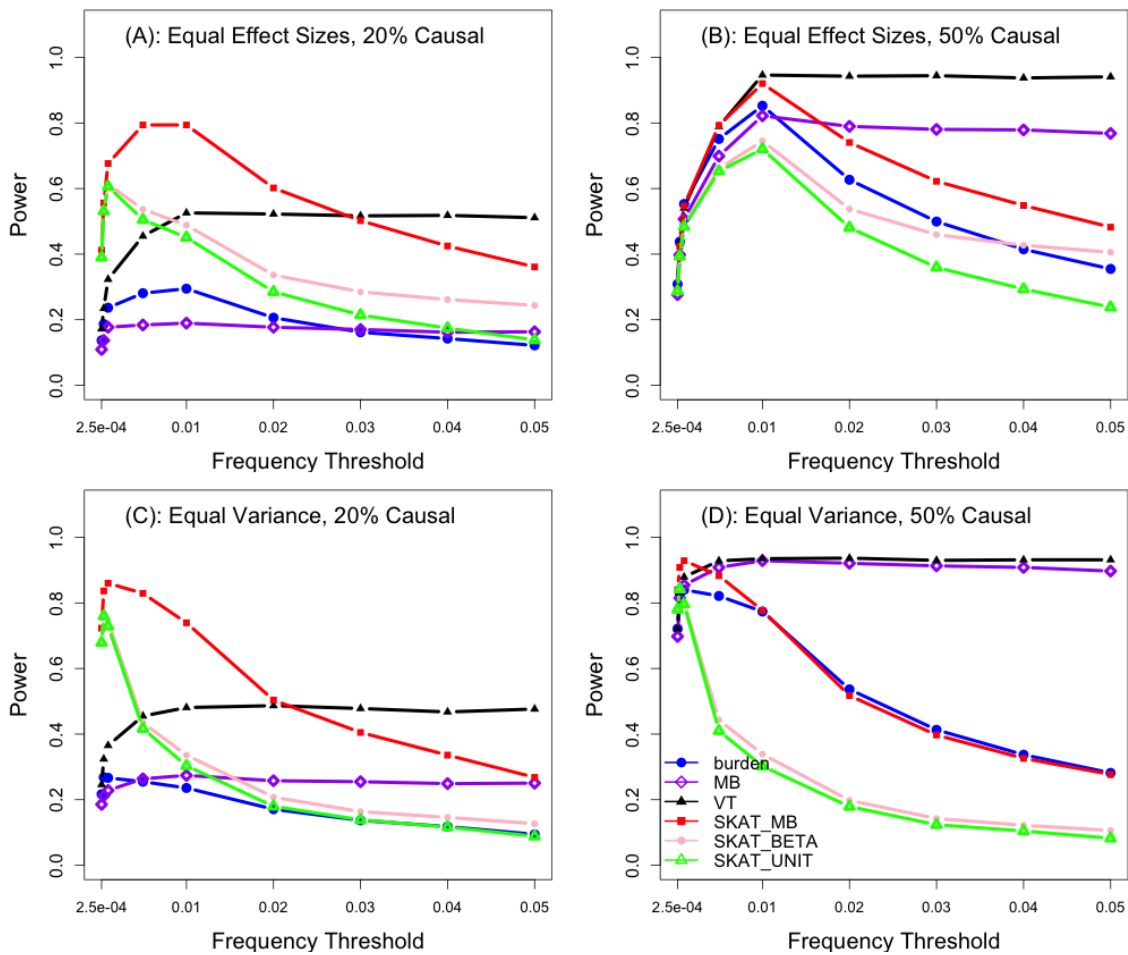 (A): Equal Effect Sizes, 20% Causal
Power
1.0
0.8
0.6
0.4
0.2
0.0
2.5e-04 0.01 0.02 0.03 0.04 0.05
Frequency Threshold
(B): Equal Effect Sizes, 50% Causal
Power
1.0
0.8
0.6
0.4
0.2
0.0
2.5e-04 0.01 0.02 0.03 0.04 0.05
Frequency Threshold
(C): Equal Variance, 20% Causal
Power
1.0
0.8
0.6
0.4
0.2
0.0
2.5e-04 0.01 0.02 0.03 0.04 0.05
Frequency Threshold
(D): Equal Variance, 50% Causal
Power
1.0
0.8
0.6
0.4
0.2
0.0
burden
MB
VT
SKAT_MB
SKAT_BETA
SKAT_UNIT
2.5e-04 0.01 0.02 0.03 0.04 0.05
Frequency Threshold